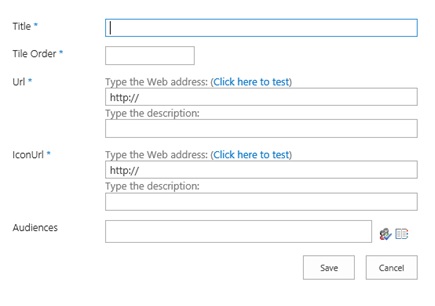 Title *
Tile Order *
Url *
Type the Web address: (Click here to test)
http://
Type the description:
IconUrl *
Type the Web address: (Click here to test)
http://
Type the description:
Audiences
Save Cancel